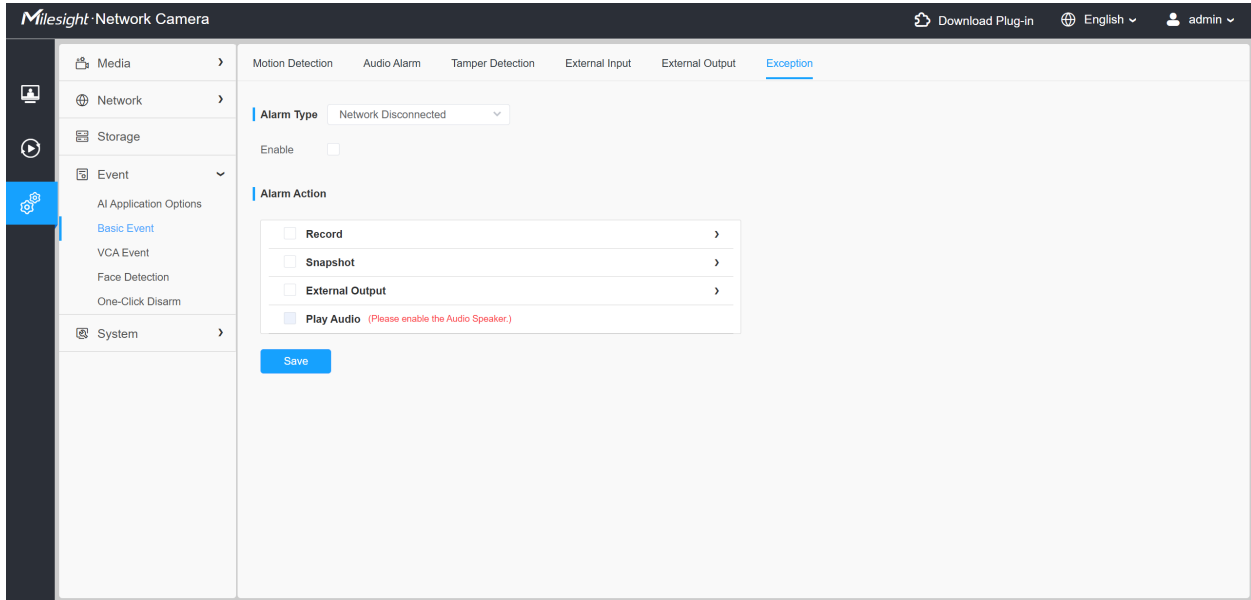 Milesight·Network Camera
Download Plug-in
English
admin
Media
Network
Storage
Event
AI Application Options
Basic Event
VCA Event
Face Detection
One-Click Disarm
System
Motion Detection Audio Alarm Tamper Detection External Input External Output Exception
Alarm Type Network Disconnected
Enable
Alarm Action
Record
Snapshot
External Output
Play Audio (Please enable the Audio Speaker.)
Save